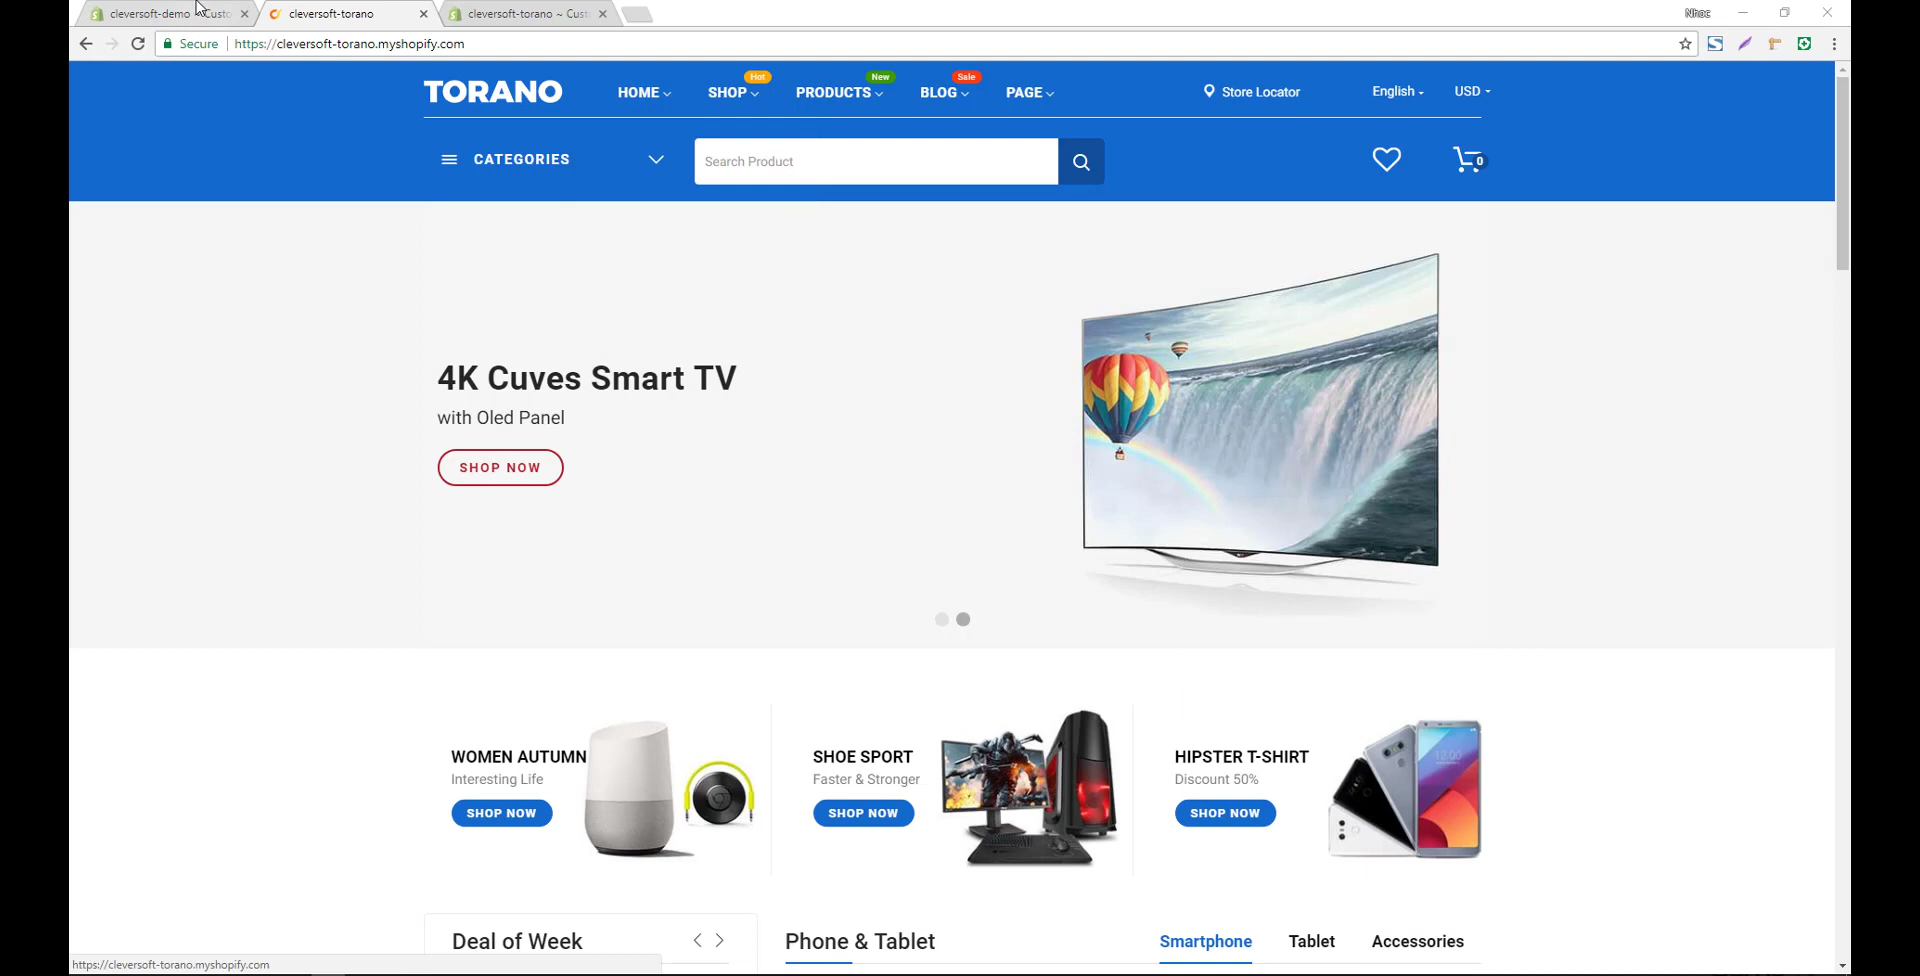 cleversoft-demo ~ Custo
cleversoft-torano
cleversoft-torano ~ Cust
Nhoc
Secure
https://cleversoft-torano.myshopify.com
Hot
New
Sale
TORANO
HOME
SHOP
PRODUCTS
BLOG
PAGE
Store Locator
English
USD
CATEGORIES
Search Product
0
4K Cuves Smart TV
with Oled Panel
SHOP NOW
WOMEN AUTUMN
Interesting Life
SHOP NOW
SHOE SPORT
Faster & Stronger
SHOP NOW
HIPSTER T-SHIRT
Discount 50%
SHOP NOW
12:00
Deal of Week
Phone & Tablet
Smartphone
Tablet
Accessories
https://cleversoft-torano.myshopify.com